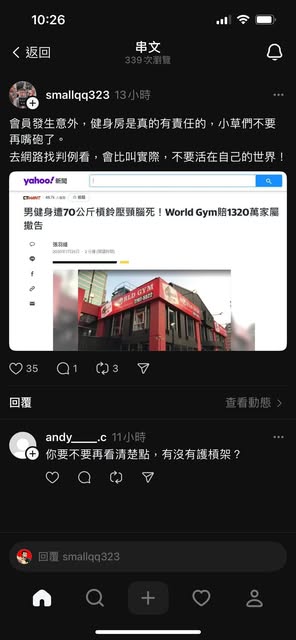 10:26
返回
串文
339 次瀏覽
smallqq323 13 小時
會員發生意外，健身房是真的有責任的，小草們不要
再嘴砲了。
去網路找判例看，會比叫實際，不要活在自己的世界！
yahoo!新聞
男健身遭70公斤槓鈴壓頸腦死！World Gym賠1320萬家屬
撤告
WORLD GYM
35
1
3
回覆
查看動態
andy____.c 11 小時
你要不要再看清楚點，有沒有護槓架？
回覆 smallqq323